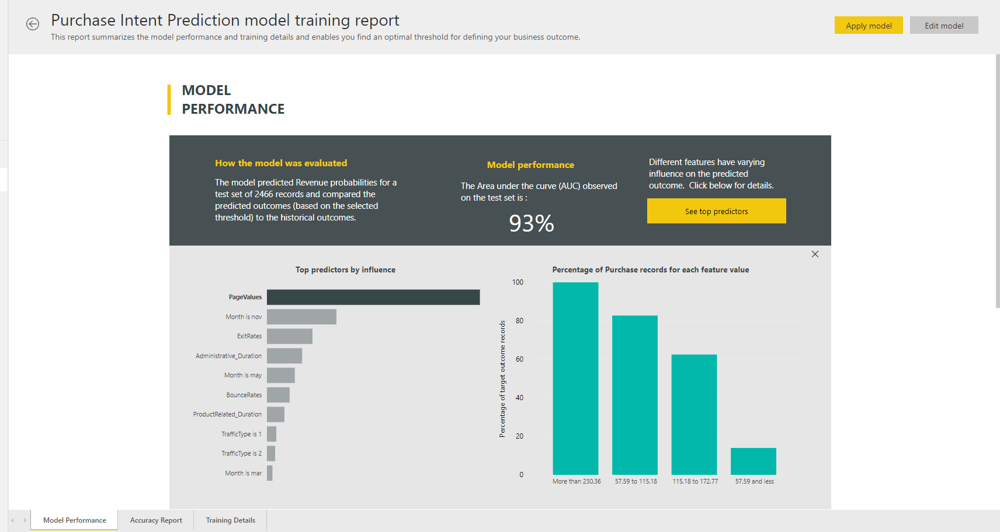 Purchase Intent Prediction model training report
This report summarizes the model performance and training details and enables you find an optimal threshold for defining your business outcome.
Apply model
Edit model
MODEL
PERFORMANCE
How the model was evaluated
The model predicted Revenue probabilities for a
test set of 2466 records and compared the
predicted outcomes (based on the selected
threshold) to the historical outcomes.
Model performance
The Area under the curve (AUC) observed
on the test set is :
93%
Different features have varying
influence on the predicted
outcome. Click below for details.
See top predictors
Top predictors by influence
PageValues
Month is nov
ExitRates
Administrative_Duration
Month is may
BounceRates
ProductRelated_Duration
TrafficType is 1
TrafficType is 2
Month is mar
Percentage of Purchase records for each feature value
Percentage of target outcome records
100
80
60
40
20
0
More than 230.36
57.59 to 115.18
115.18 to 172.77
57.59 and less
Model Performance
Accuracy Report
Training Details